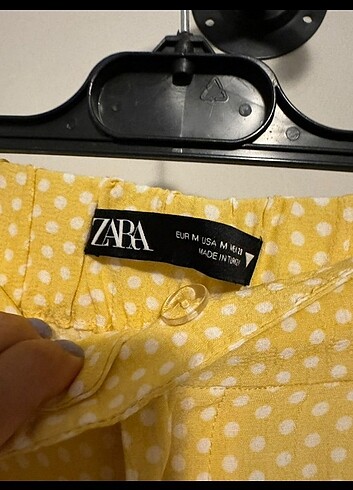 ZARA
EUR M USA M MEX 28
MADE IN TURKEY